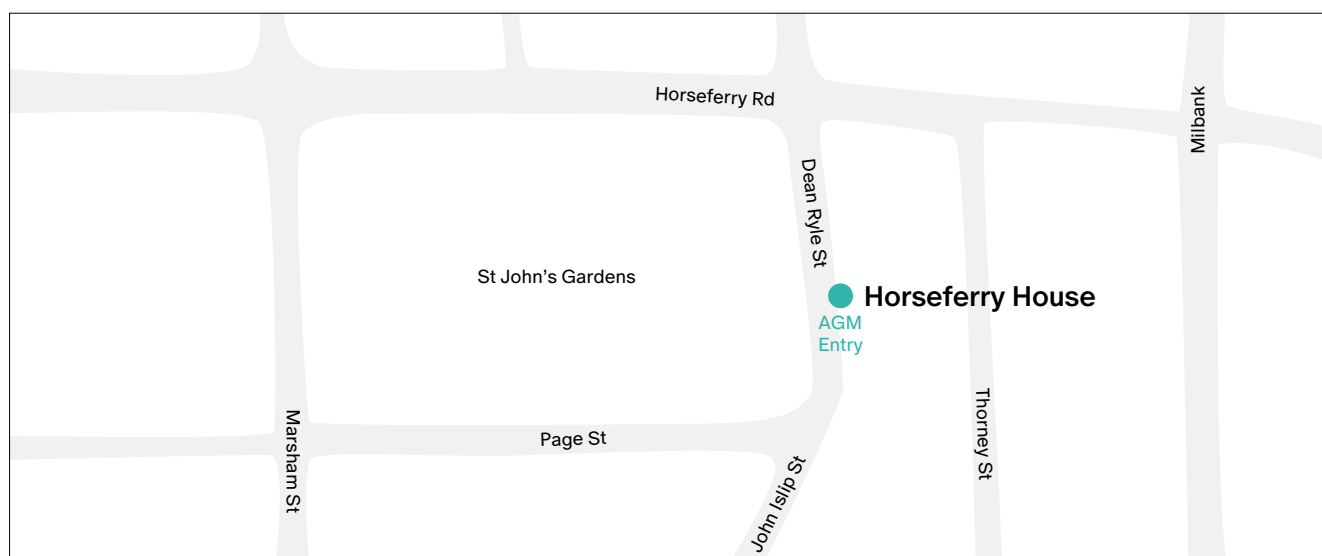 Horseferry Rd
Milbank
Dean Ryle St
St John’s Gardens
Horseferry House
AGM
Entry
Marsham St
Page St
Thorney St
John Islip St